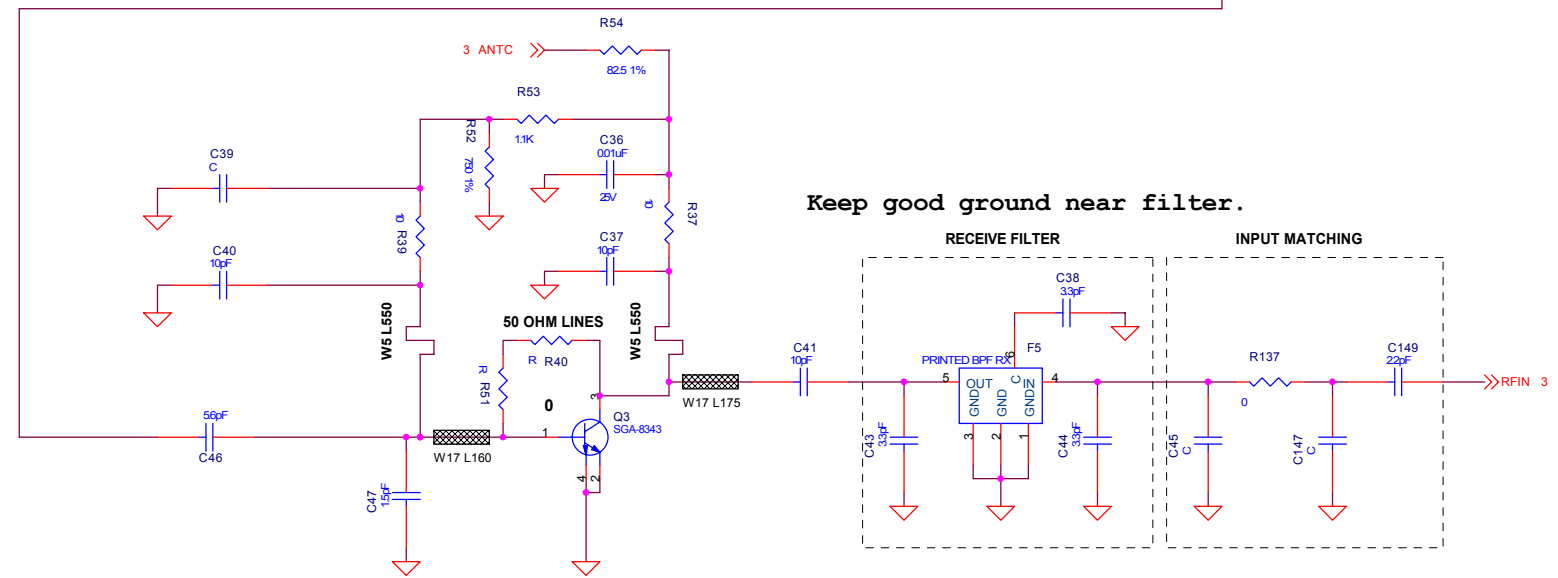 R54
3 ANTC
82.5 1%
R53
1.1K
R52
750 1%
C36
0.01uF
25V
C39
C
R37
10
10 R39
C40
10pF
C37
10pF
Keep good ground near filter.
RECEIVE FILTER
INPUT MATCHING
C38
3.3pF
W5 L550
50 OHM LINES
W5 L550
R R40
R R51
C41
10pF
PRINTED BPF RX
F5
6
5
4
OUT
C
IN
GND
GND
GND
3
2
1
R137
0
C149
2.2pF
RFIN 3
W17 L175
3
0
1
Q3
SGA-8343
4
2
5.6pF
C46
W17 L160
C47
1.5pF
C43
3.3pF
C44
3.3pF
C45
C
C147
C